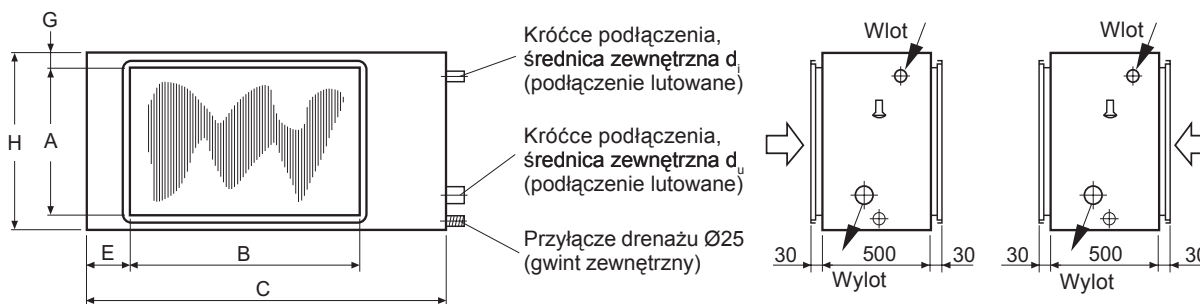 G
H
A
E
B
C
Króćce podłączenia,
średnica zewnętrzna di
(podłączenie lutowane)
Króćce podłączenia,
średnica zewnętrzna du
(podłączenie lutowane)
Przyłącze drenażu Ø25
(gwint zewnętrzny)
Wlot
30
500
30
Wylot
Wlot
30
500
30
Wylot